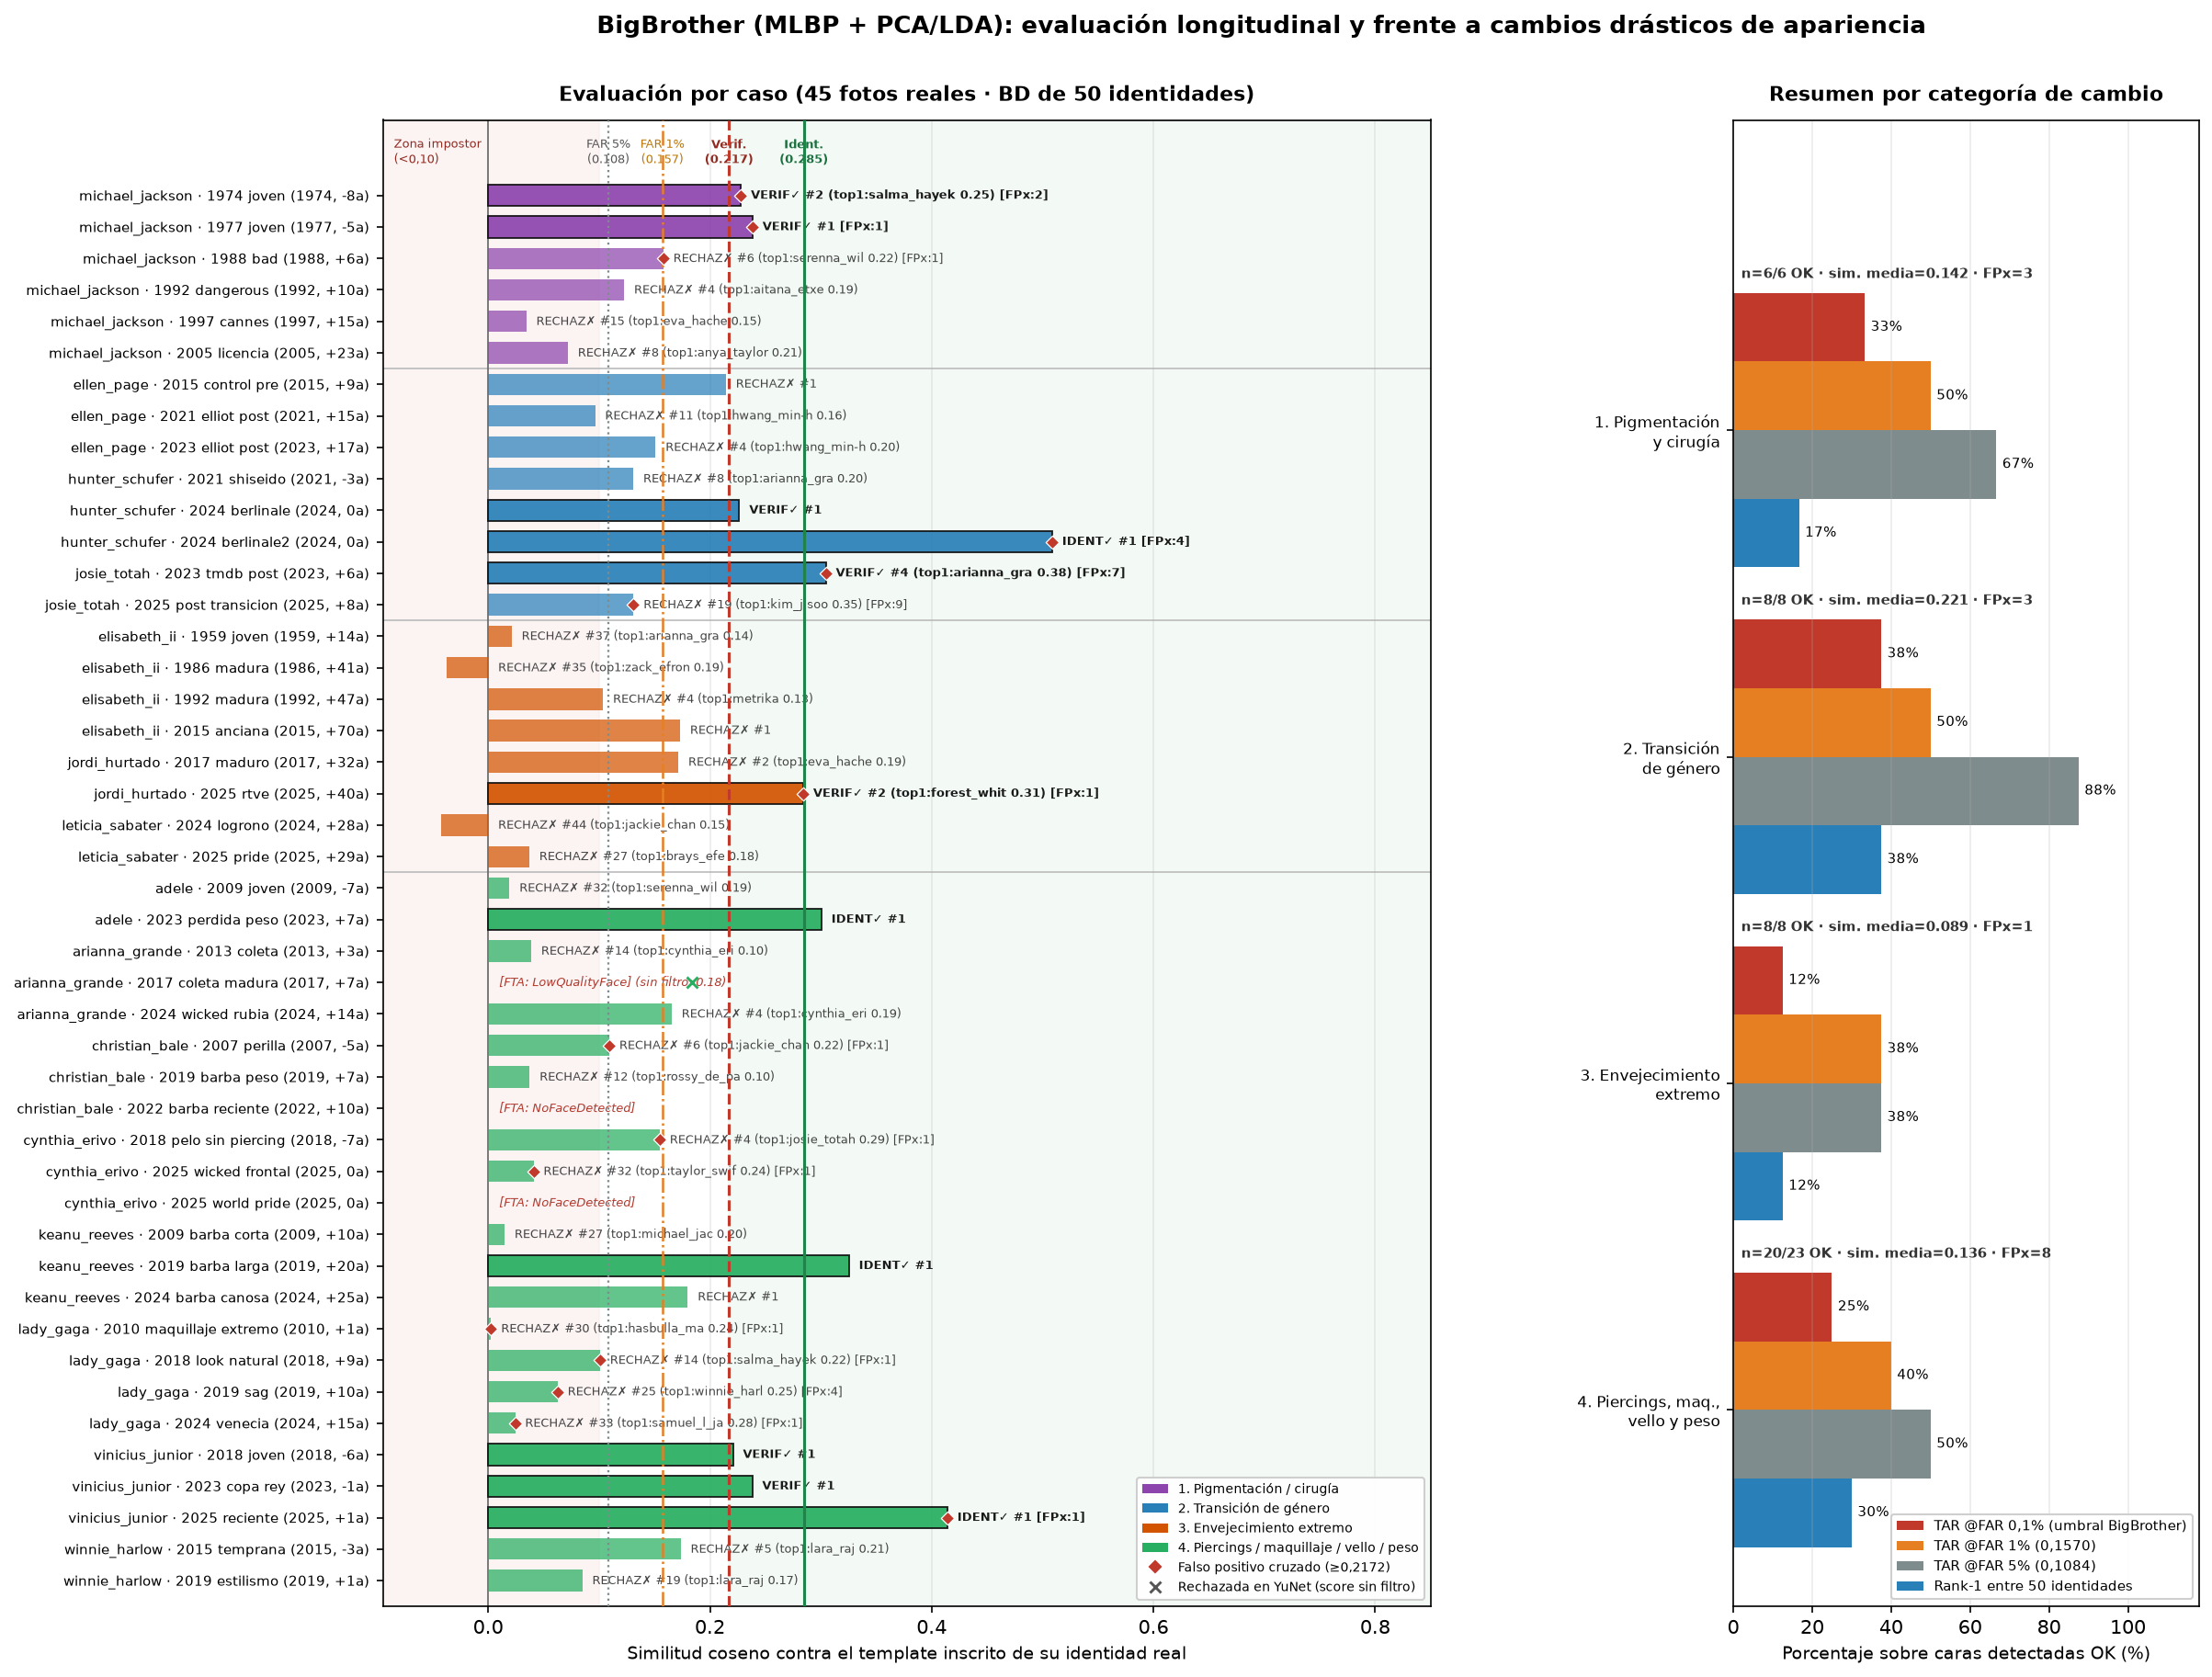 BigBrother (MLBP + PCA/LDA): evaluación longitudinal y frente a cambios drásticos de apariencia
Evaluación por caso (45 fotos reales · BD de 50 identidades)
Zona impostor
(<0,10)
FAR 5%
(0.108)
FAR 1%
(0.157)
Verif.
(0.217)
Ident.
(0.285)
michael_jackson · 1974 joven (1974, -8a) VERIF✓ #2 (top1:salma_hayek 0.25) [FPx:2]
michael_jackson · 1977 joven (1977, -5a) VERIF✓ #1 [FPx:1]
michael_jackson · 1988 bad (1988, +6a) RECHAZ✗ #6 (top1:serenna_wil 0.22) [FPx:1]
michael_jackson · 1992 dangerous (1992, +10a) RECHAZ✗ #4 (top1:aitana_etxe 0.19)
michael_jackson · 1997 cannes (1997, +15a) RECHAZ✗ #15 (top1:eva_hache 0.15)
michael_jackson · 2005 licencia (2005, +23a) RECHAZ✗ #8 (top1:anya_taylor 0.21)
ellen_page · 2015 control pre (2015, +9a) RECHAZ✗ #1
ellen_page · 2021 elliot post (2021, +15a) RECHAZ✗ #11 (top1:hwang_min-h 0.16)
ellen_page · 2023 elliot post (2023, +17a) RECHAZ✗ #4 (top1:hwang_min-h 0.20)
hunter_schufer · 2021 shiseido (2021, -3a) RECHAZ✗ #8 (top1:arianna_gra 0.20)
hunter_schufer · 2024 berlinale (2024, 0a) VERIF✓ #1
hunter_schufer · 2024 berlinale2 (2024, 0a) IDENT✓ #1 [FPx:4]
josie_totah · 2023 tmdb post (2023, +6a) VERIF✓ #4 (top1:arianna_gra 0.38) [FPx:7]
josie_totah · 2025 post transicion (2025, +8a) RECHAZ✗ #19 (top1:kim_jisoo 0.35) [FPx:9]
elisabeth_ii · 1959 joven (1959, +14a) RECHAZ✗ #37 (top1:arianna_gra 0.14)
elisabeth_ii · 1986 madura (1986, +41a) RECHAZ✗ #35 (top1:zack_efron 0.19)
elisabeth_ii · 1992 madura (1992, +47a) RECHAZ✗ #4 (top1:metrika 0.13)
elisabeth_ii · 2015 anciana (2015, +70a) RECHAZ✗ #1
jordi_hurtado · 2017 maduro (2017, +32a) RECHAZ✗ #2 (top1:eva_hache 0.19)
jordi_hurtado · 2025 rtve (2025, +40a) VERIF✓ #2 (top1:forest_whit 0.31) [FPx:1]
leticia_sabater · 2024 logrono (2024, +28a) RECHAZ✗ #44 (top1:jackie_chan 0.15)
leticia_sabater · 2025 pride (2025, +29a) RECHAZ✗ #27 (top1:brays_efe 0.18)
adele · 2009 joven (2009, -7a) RECHAZ✗ #32 (top1:serenna_wil 0.19)
adele · 2023 perdida peso (2023, +7a) IDENT✓ #1
arianna_grande · 2013 coleta (2013, +3a) RECHAZ✗ #14 (top1:cynthia_eri 0.10)
arianna_grande · 2017 coleta madura (2017, +7a) [FTA: LowQualityFace] (sin filtro: 0.18)
arianna_grande · 2024 wicked rubia (2024, +14a) RECHAZ✗ #4 (top1:cynthia_eri 0.19)
christian_bale · 2007 perilla (2007, -5a) RECHAZ✗ #6 (top1:jackie_chan 0.22) [FPx:1]
christian_bale · 2019 barba peso (2019, +7a) RECHAZ✗ #12 (top1:rossy_de_pa 0.10)
christian_bale · 2022 barba reciente (2022, +10a) [FTA: NoFaceDetected]
cynthia_erivo · 2018 pelo sin piercing (2018, -7a) RECHAZ✗ #4 (top1:josie_totah 0.29) [FPx:1]
cynthia_erivo · 2025 wicked frontal (2025, 0a) RECHAZ✗ #32 (top1:taylor_swif 0.24) [FPx:1]
cynthia_erivo · 2025 world pride (2025, 0a) [FTA: NoFaceDetected]
keanu_reeves · 2009 barba corta (2009, +10a) RECHAZ✗ #27 (top1:michael_jac 0.20)
keanu_reeves · 2019 barba larga (2019, +20a) IDENT✓ #1
keanu_reeves · 2024 barba canosa (2024, +25a) RECHAZ✗ #1
lady_gaga · 2010 maquillaje extremo (2010, +1a) RECHAZ✗ #30 (top1:hasbulla_ma 0.24) [FPx:1]
lady_gaga · 2018 look natural (2018, +9a) RECHAZ✗ #14 (top1:salma_hayek 0.22) [FPx:1]
lady_gaga · 2019 sag (2019, +10a) RECHAZ✗ #25 (top1:winnie_harl 0.25) [FPx:4]
lady_gaga · 2024 venecia (2024, +15a) RECHAZ✗ #33 (top1:samuel_l_ja 0.28) [FPx:1]
vinicius_junior · 2018 joven (2018, -6a) VERIF✓ #1
vinicius_junior · 2023 copa rey (2023, -1a) VERIF✓ #1
vinicius_junior · 2025 reciente (2025, +1a) IDENT✓ #1 [FPx:1]
winnie_harlow · 2015 temprana (2015, -3a) RECHAZ✗ #5 (top1:lara_raj 0.21)
winnie_harlow · 2019 estilismo (2019, +1a) RECHAZ✗ #19 (top1:lara_raj 0.17)
1. Pigmentación / cirugía
2. Transición de género
3. Envejecimiento extremo
4. Piercings / maquillaje / vello / peso
Falso positivo cruzado (≥0,2172)
Rechazada en YuNet (score sin filtro)
0.0 0.2 0.4 0.6 0.8
Similitud coseno contra el template inscrito de su identidad real
Resumen por categoría de cambio
n=6/6 OK · sim. media=0.142 · FPx=3
33%
50%
1. Pigmentación
y cirugía
67%
17%
n=8/8 OK · sim. media=0.221 · FPx=3
38%
50%
2. Transición
de género
88%
38%
n=8/8 OK · sim. media=0.089 · FPx=1
12%
38%
3. Envejecimiento
extremo
38%
12%
n=20/23 OK · sim. media=0.136 · FPx=8
25%
40%
4. Piercings, maq.,
vello y peso
50%
30%
TAR @FAR 0,1% (umbral BigBrother)
TAR @FAR 1% (0,1570)
TAR @FAR 5% (0,1084)
Rank-1 entre 50 identidades
0 20 40 60 80 100
Porcentaje sobre caras detectadas OK (%)